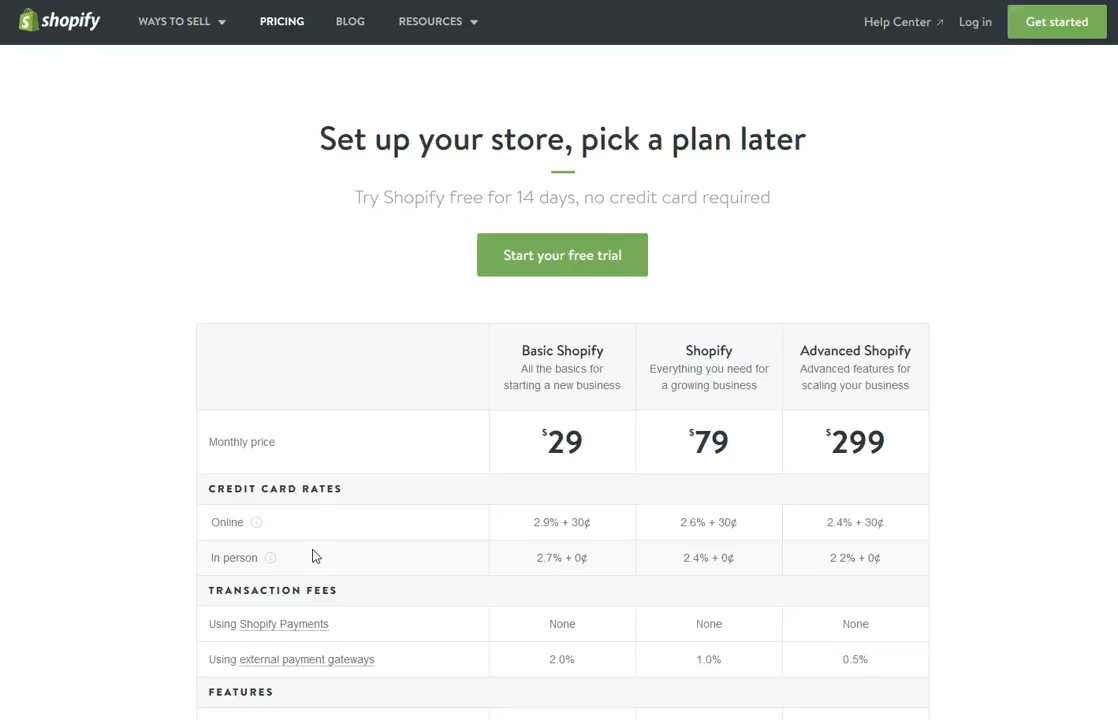 shopify
WAYS TO SELL
PRICING
BLOG
RESOURCES
Help Center ↗
Log in
Get started
Set up your store, pick a plan later
Try Shopify free for 14 days, no credit card required
Start your free trial
Basic Shopify
All the basics for
starting a new business
Shopify
Everything you need for
a growing business
Advanced Shopify
Advanced features for
scaling your business
Monthly price $29 $79 $299
CREDIT CARD RATES
Online 2.9% + 30¢ 2.6% + 30¢ 2.4% + 30¢
In person 2.7% + 0¢ 2.4% + 0¢ 2.2% + 0¢
TRANSACTION FEES
Using Shopify Payments None None None
Using external payment gateways 2.0% 1.0% 0.5%
FEATURES